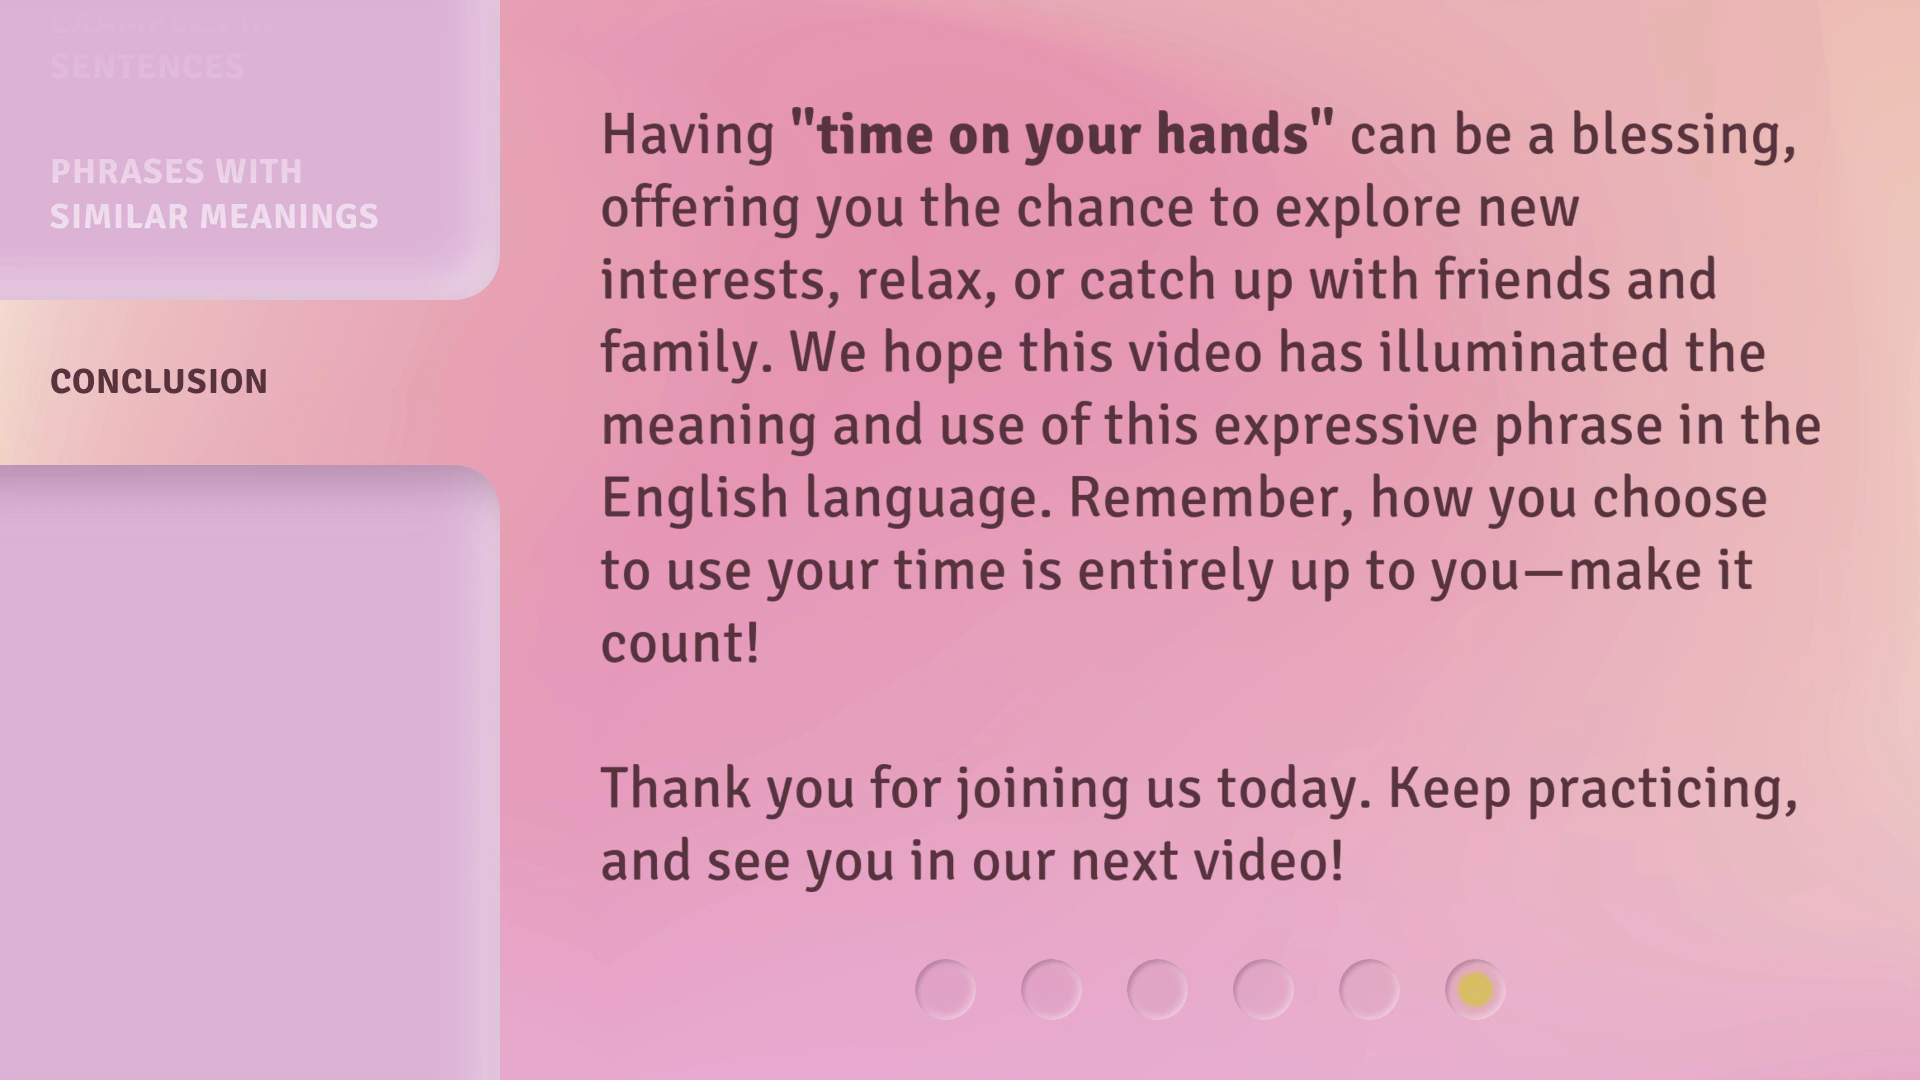 EXAMPLES IN
SENTENCES
PHRASES WITH
SIMILAR MEANINGS
CONCLUSION
Having "time on your hands" can be a blessing,
offering you the chance to explore new
interests, relax, or catch up with friends and
family. We hope this video has illuminated the
meaning and use of this expressive phrase in the
English language. Remember, how you choose
to use your time is entirely up to you—make it
count!
Thank you for joining us today. Keep practicing,
and see you in our next video!